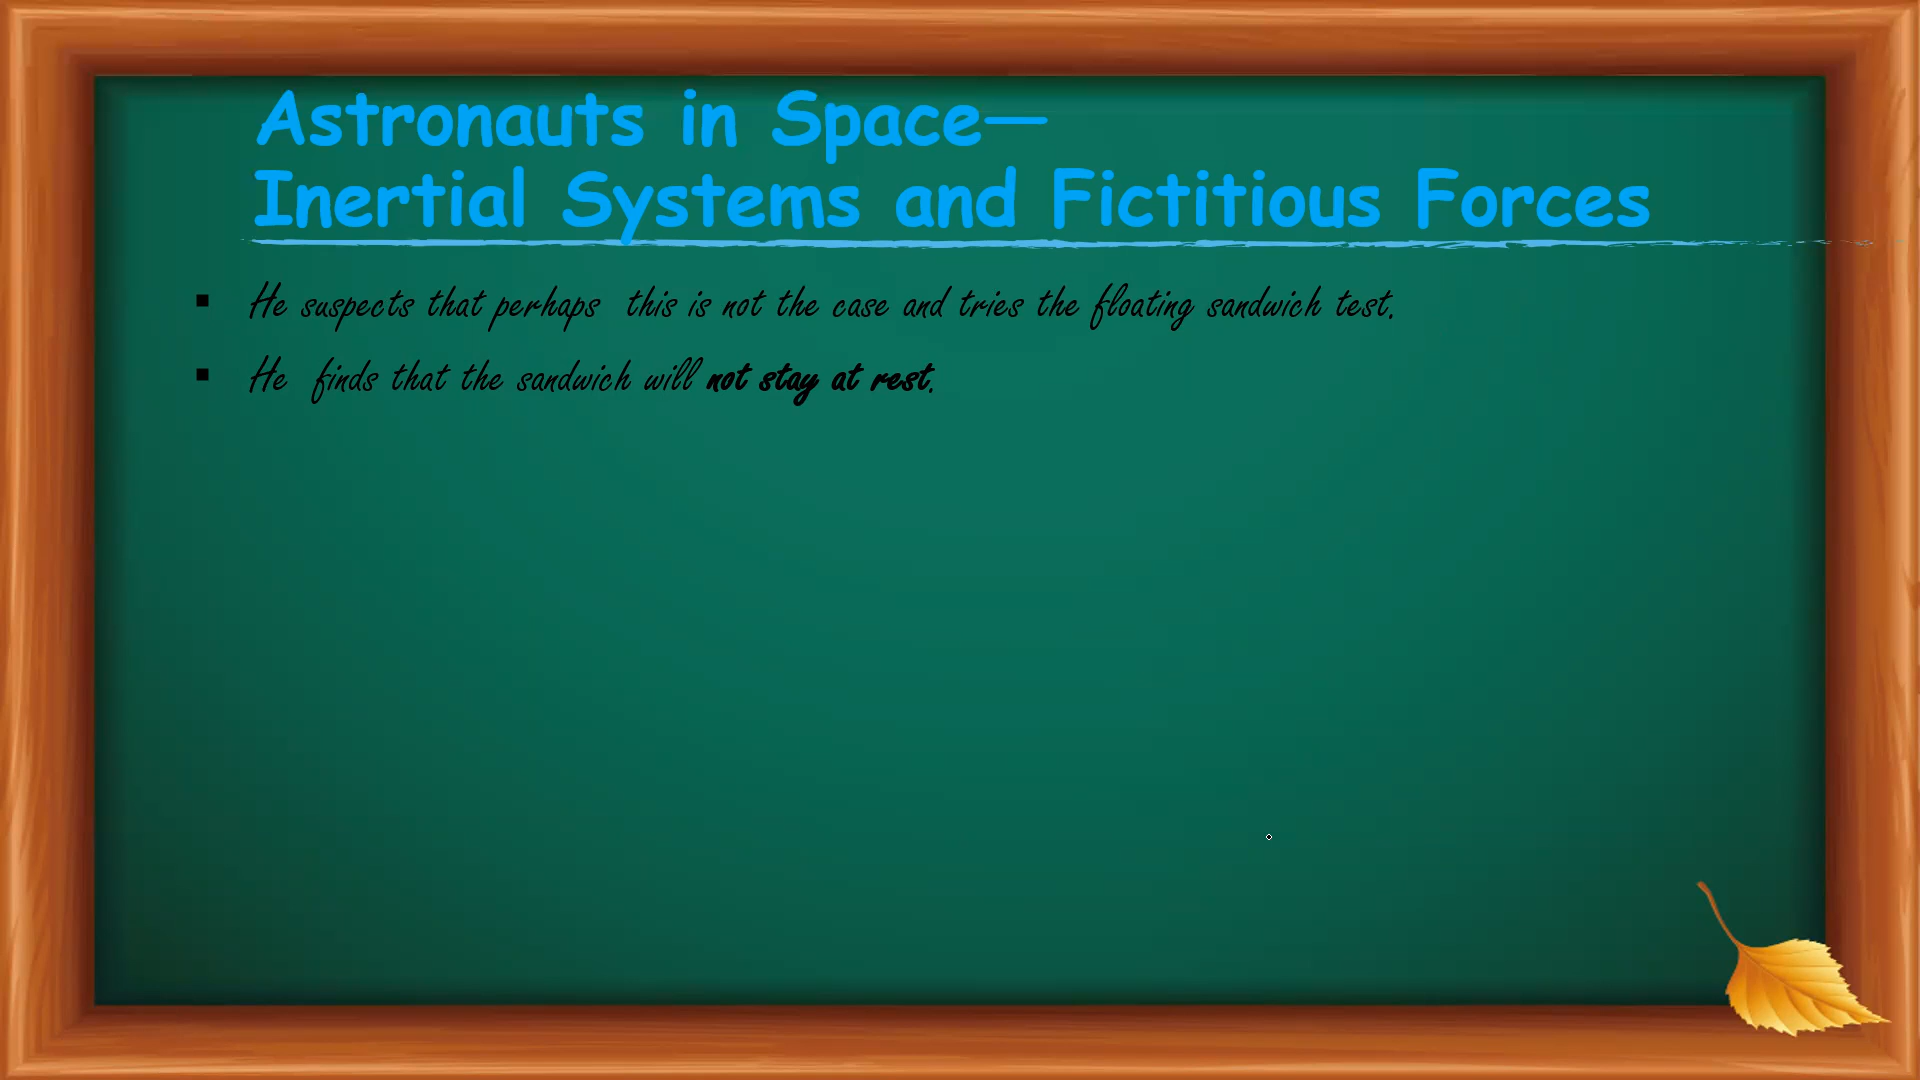 Astronauts in Space—
Inertial Systems and Fictitious Forces
▪ He suspects that perhaps this is not the case and tries the floating sandwich test.
▪ He finds that the sandwich will not stay at rest.